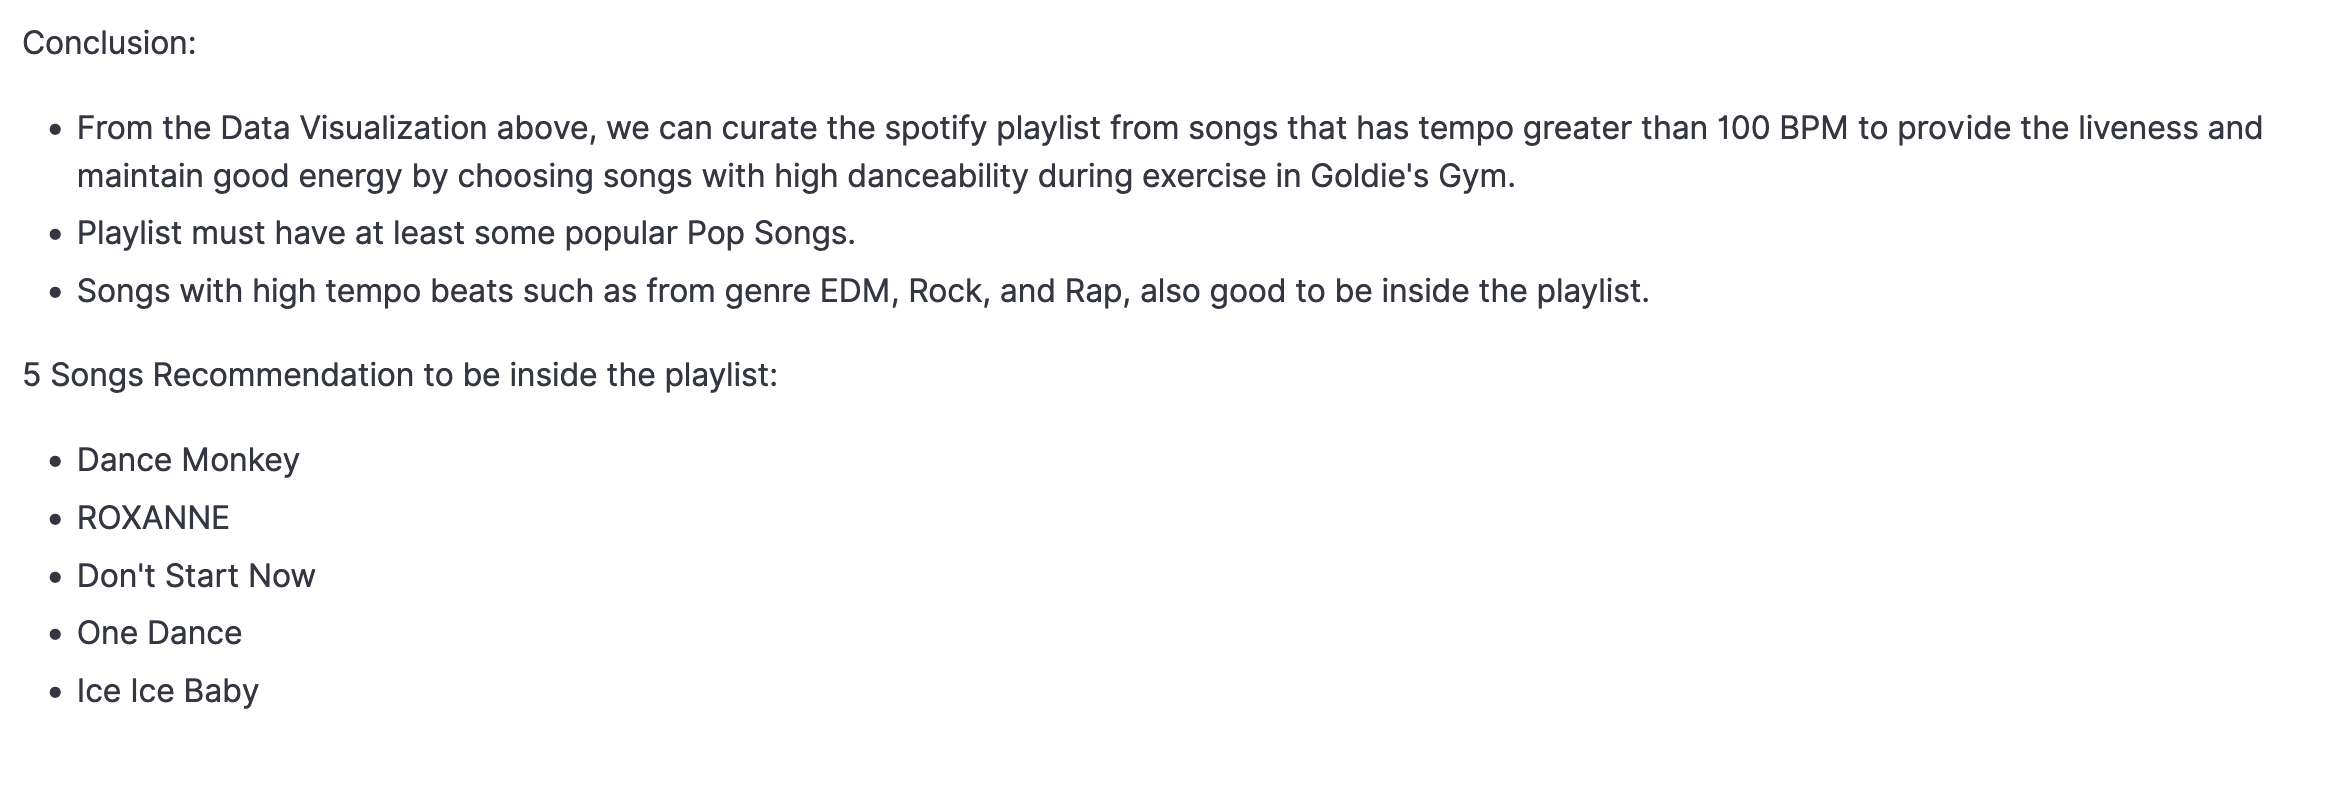 Conclusion:
• From the Data Visualization above, we can curate the spotify playlist from songs that has tempo greater than 100 BPM to provide the liveness and
maintain good energy by choosing songs with high danceability during exercise in Goldie's Gym.
• Playlist must have at least some popular Pop Songs.
• Songs with high tempo beats such as from genre EDM, Rock, and Rap, also good to be inside the playlist.
5 Songs Recommendation to be inside the playlist:
• Dance Monkey
• ROXANNE
• Don't Start Now
• One Dance
• Ice Ice Baby